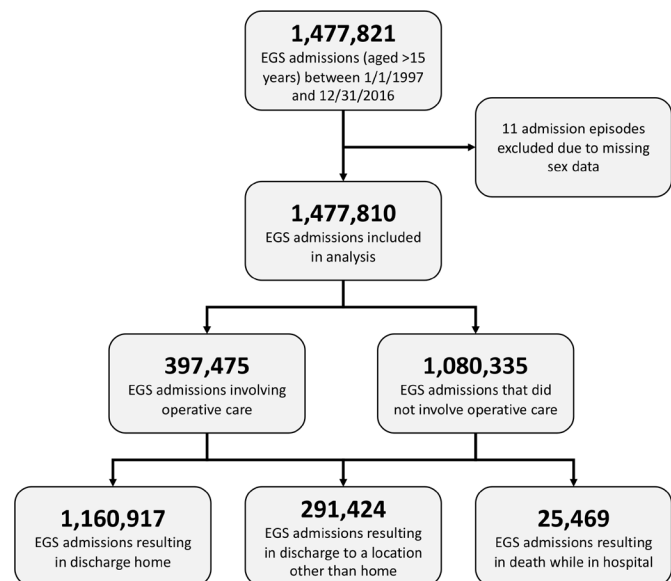 1,477,821
EGS admissions (aged >15
years) between 1/1/1997
and 12/31/2016
11 admission episodes
excluded due to missing
sex data
1,477,810
EGS admissions included
in analysis
397,475
EGS admissions involving
operative care
1,080,335
EGS admissions that did
not involve operative care
1,160,917
EGS admissions resulting
in discharge home
291,424
EGS admissions resulting
in discharge to a location
other than home
25,469
EGS admissions resulting
in death while in hospital